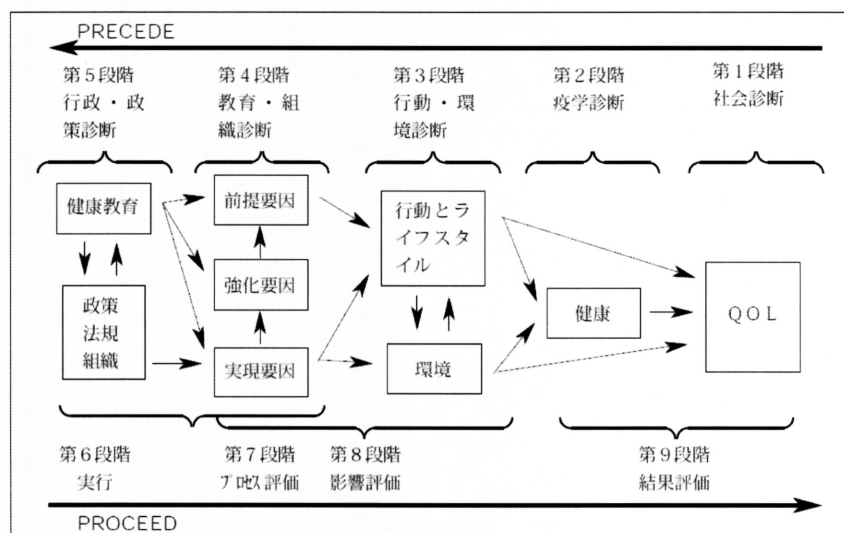 PRECEDE
第5段階
行政・政
策診断
第4段階
教育・組
織診断
第3段階
行動・環
境診断
第2段階
疫学診断
第1段階
社会診断
健康教育
政策
法規
組織
前提要因
強化要因
実現要因
行動とラ
イフスタ
イル
環境
健康
QOL
第6段階
実行
第7段階
プロセス評価
第8段階
影響評価
第9段階
結果評価
PROCEED